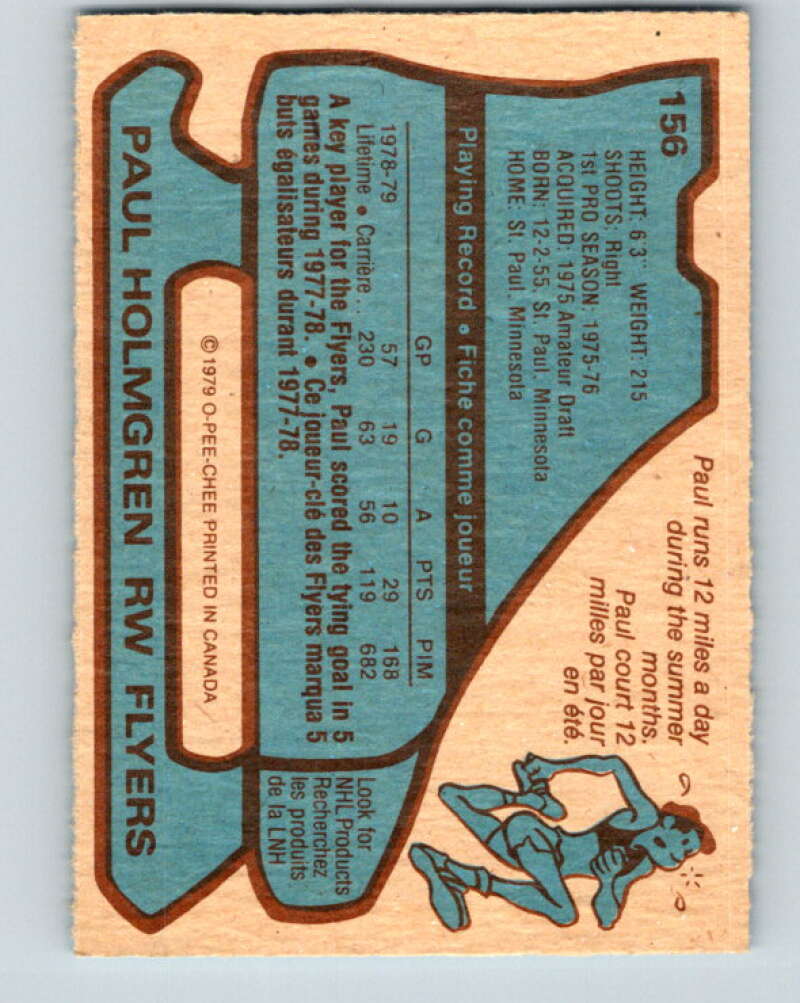 156
HEIGHT: 6'3" WEIGHT: 215
SHOOTS: Right
1st PRO SEASON: 1975-76
ACQUIRED: 1975 Amateur Draft
BORN: 12-2-55, St. Paul, Minnesota
HOME: St. Paul, Minnesota
Paul runs 12 miles a day
during the summer
months.
Paul court 12
milles par jour
en été.
Playing Record • Fiche comme joueur
GP G A PTS PIM
1978-79 57 19 10 29 168
Lifetime • Carrière... 230 63 56 119 682
A key player for the Flyers, Paul scored the tying goal in 5
games during 1977-78. • Ce joueur-clé des Flyers marqua 5
buts égalisateurs durant 1977-78.
Look for
NHL Products
Recherchez
les produits
de la LNH
© 1979 O-PEE-CHEE PRINTED IN CANADA
PAUL HOLMGREN RW FLYERS